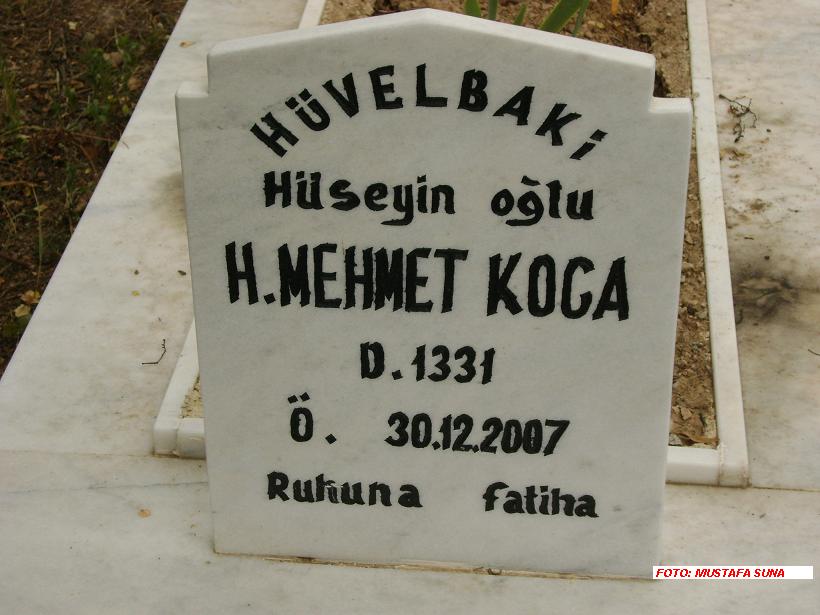 HÜVELBAKİ
Hüseyin oğlu
H.MEHMET KOCA
D.1331
Ö. 30.12.2007
Ruhuna fatiha
FOTO: MUSTAFA SUNA